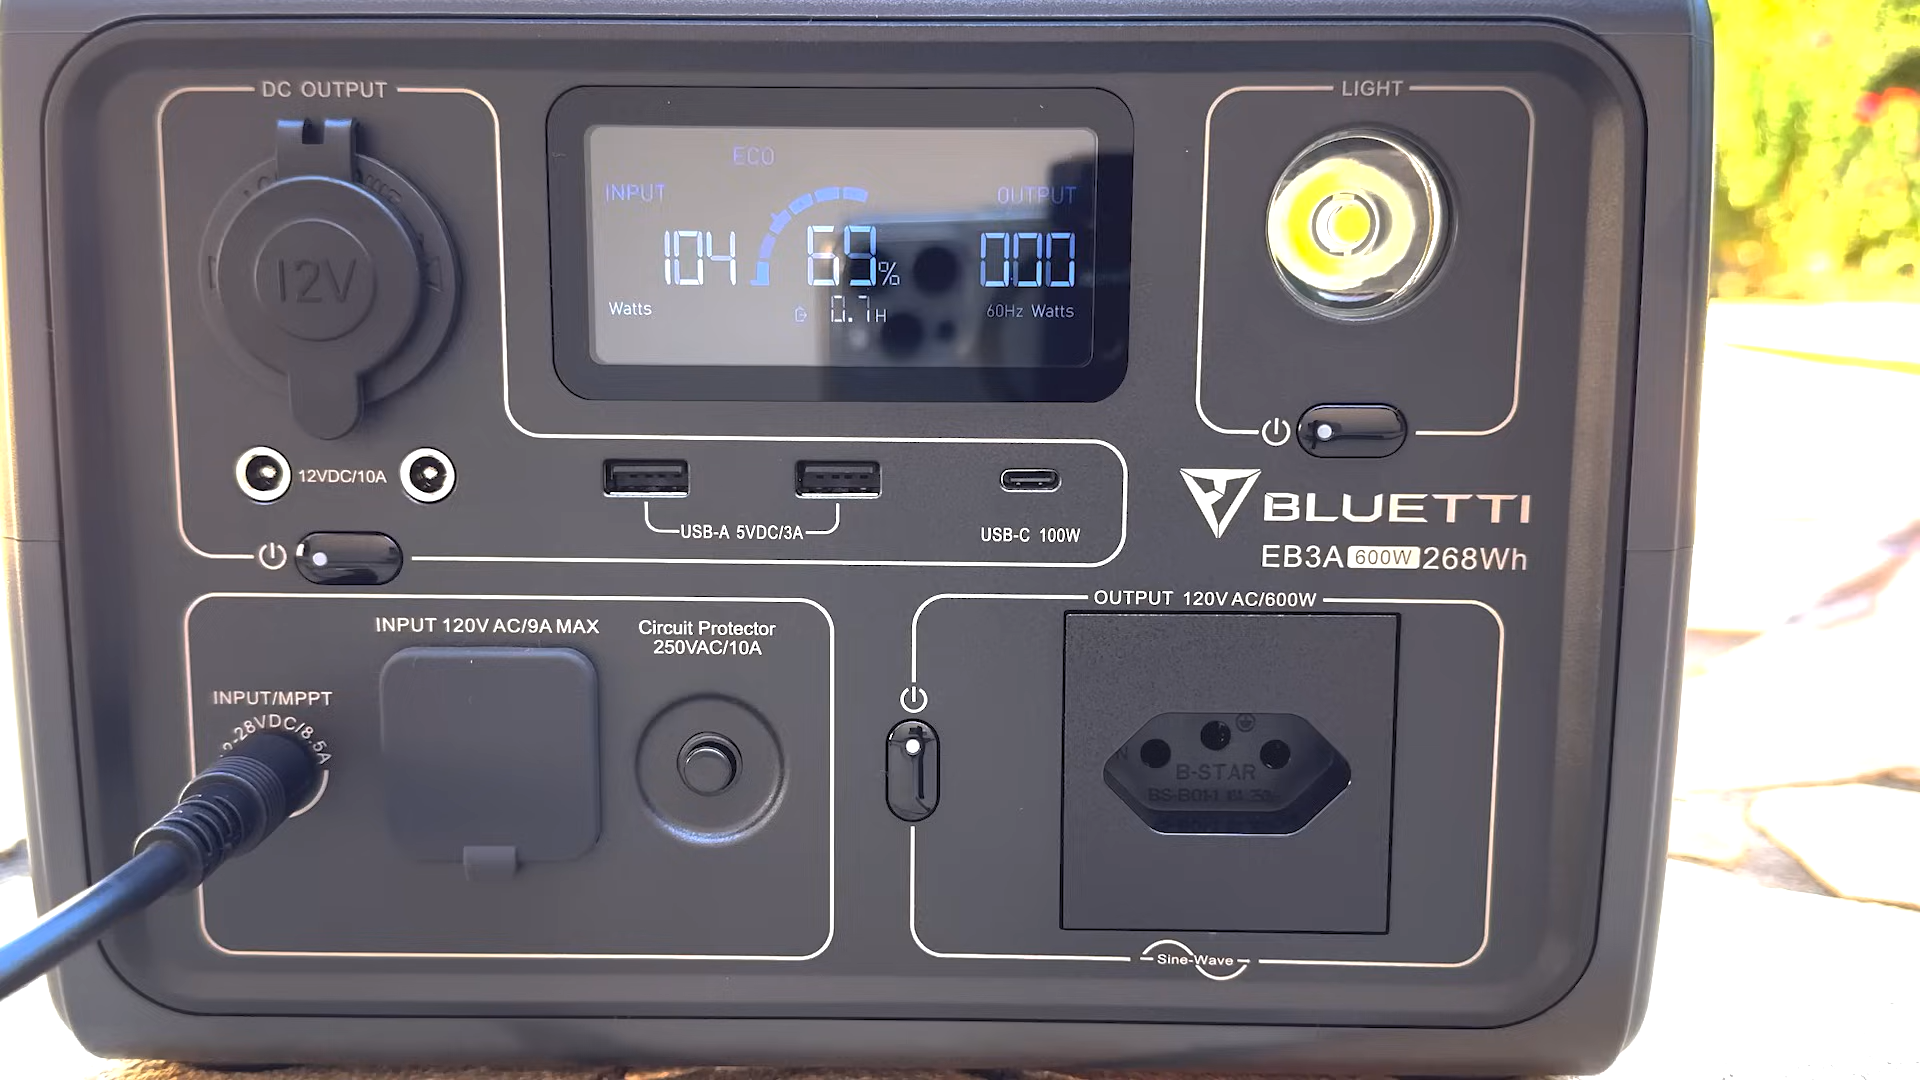 DC OUTPUT
12V
12VDC/10A
ECO
INPUT
OUTPUT
104
69%
000
Watts
0.7H
60Hz Watts
LIGHT
USB-A 5VDC/3A
USB-C 100W
BLUETTI
EB3A 600W 268Wh
INPUT 120V AC/9A MAX
Circuit Protector
250VAC/10A
INPUT/MPPT
-28VDC/8.5A
OUTPUT 120V AC/600W
N
B-STAR
Sine-Wave